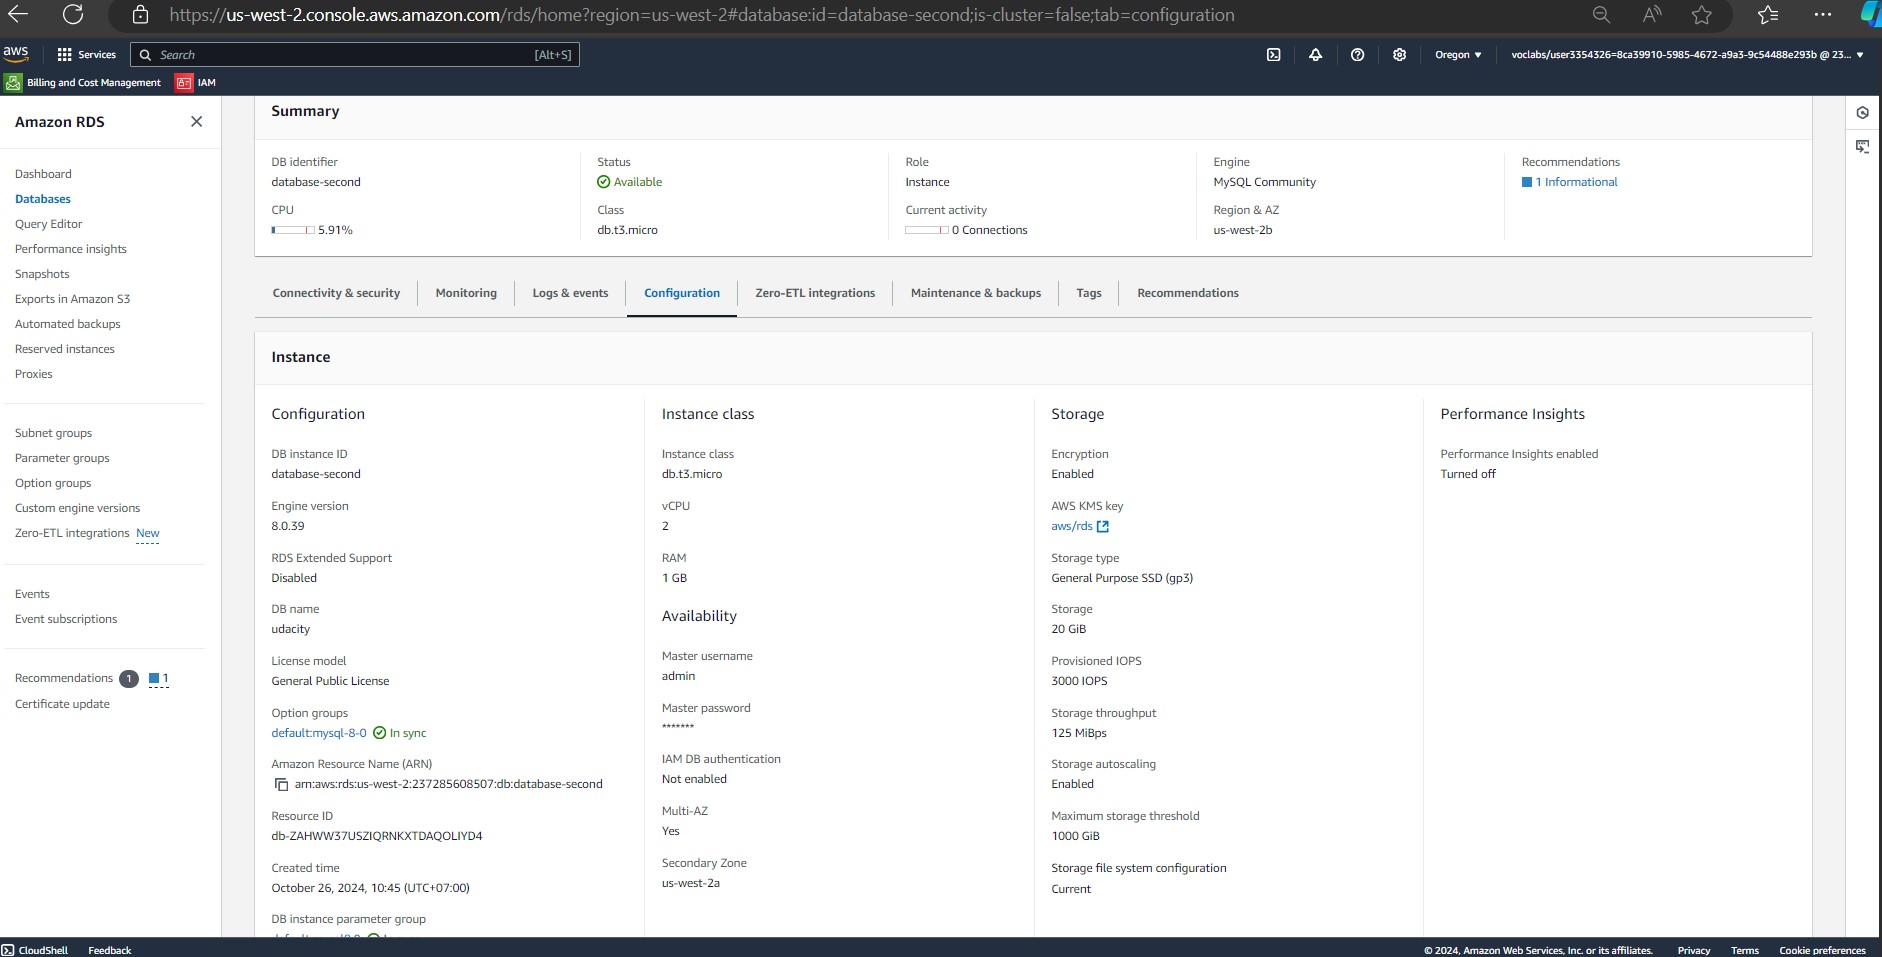 https://us-west-2.console.aws.amazon.com/rds/home?region=us-west-2#database:id=database-second;is-cluster=false;tab=configuration
aws Services Search [Alt+S] Oregon voclabs/user3354326=8ca39910-5985-4672-a9a3-9c54488e293b @ 23...
Billing and Cost Management IAM
Amazon RDS
Dashboard
Databases
Query Editor
Performance insights
Snapshots
Exports in Amazon S3
Automated backups
Reserved instances
Proxies
Subnet groups
Parameter groups
Option groups
Custom engine versions
Zero-ETL integrations New
Events
Event subscriptions
Recommendations 1 1
Certificate update
Summary
DB identifier
database-second
CPU
5.91%
Status
Available
Class
db.t3.micro
Role
Instance
Current activity
0 Connections
Engine
MySQL Community
Region & AZ
us-west-2b
Recommendations
1 Informational
Connectivity & security Monitoring Logs & events Configuration Zero-ETL integrations Maintenance & backups Tags Recommendations
Instance
Configuration
DB instance ID
database-second
Engine version
8.0.39
RDS Extended Support
Disabled
DB name
udacity
License model
General Public License
Option groups
default:mysql-8-0 In sync
Amazon Resource Name (ARN)
arn:aws:rds:us-west-2:237285608507:db:database-second
Resource ID
db-ZAHWW37USZIQRNKXTDAQOLIYD4
Created time
October 26, 2024, 10:45 (UTC+07:00)
DB instance parameter group
Instance class
Instance class
db.t3.micro
vCPU
2
RAM
1 GB
Availability
Master username
admin
Master password
*******
IAM DB authentication
Not enabled
Multi-AZ
Yes
Secondary Zone
us-west-2a
Storage
Encryption
Enabled
AWS KMS key
aws/rds
Storage type
General Purpose SSD (gp3)
Storage
20 GiB
Provisioned IOPS
3000 IOPS
Storage throughput
125 MiBps
Storage autoscaling
Enabled
Maximum storage threshold
1000 GiB
Storage file system configuration
Current
Performance Insights
Performance Insights enabled
Turned off
CloudShell Feedback © 2024, Amazon Web Services, Inc. or its affiliates. Privacy Terms Cookie preferences